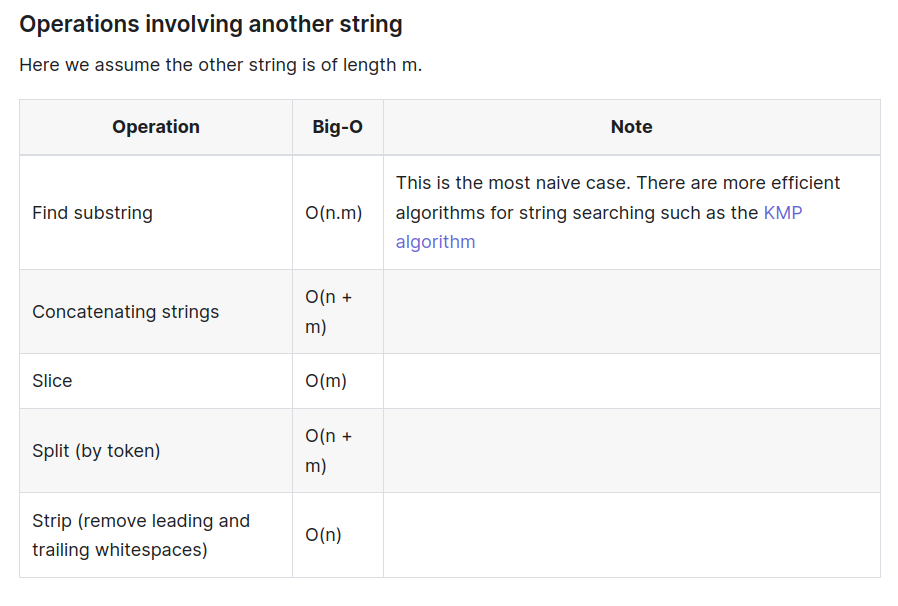 Operations involving another string
Here we assume the other string is of length m.
Operation Big-O Note
This is the most naive case. There are more efficient
Find substring O(n.m) algorithms for string searching such as the KMP
algorithm
Concatenating strings O(n +
m)
Slice O(m)
Split (by token) O(n +
m)
Strip (remove leading and
trailing whitespaces) O(n)